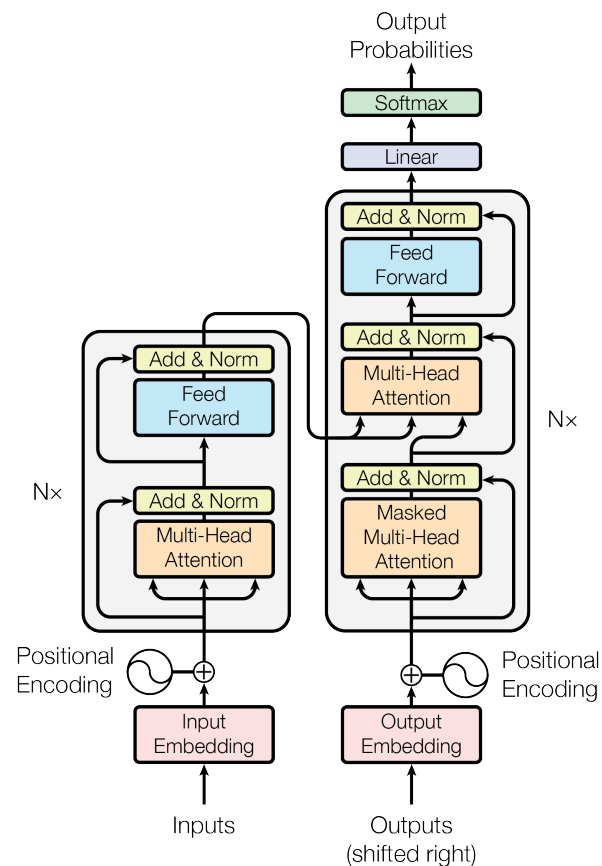 Output
Probabilities
Softmax
Linear
Add & Norm
Feed
Forward
Add & Norm
Multi-Head
Attention
Add & Norm
Masked
Multi-Head
Attention
N×
Add & Norm
Feed
Forward
Add & Norm
Multi-Head
Attention
N×
Positional
Encoding
Positional
Encoding
Input
Embedding
Output
Embedding
Inputs
Outputs
(shifted right)